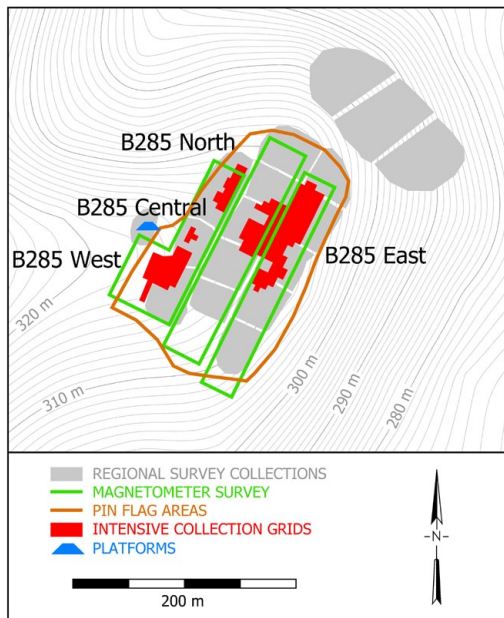 B285 North
B285 Central
B285 West
B285 East
320 m
310 m
300 m
290 m
280 m
REGIONAL SURVEY COLLECTIONS
MAGNETOMETER SURVEY
PIN FLAG AREAS
INTENSIVE COLLECTION GRIDS
PLATFORMS
-N-
200 m